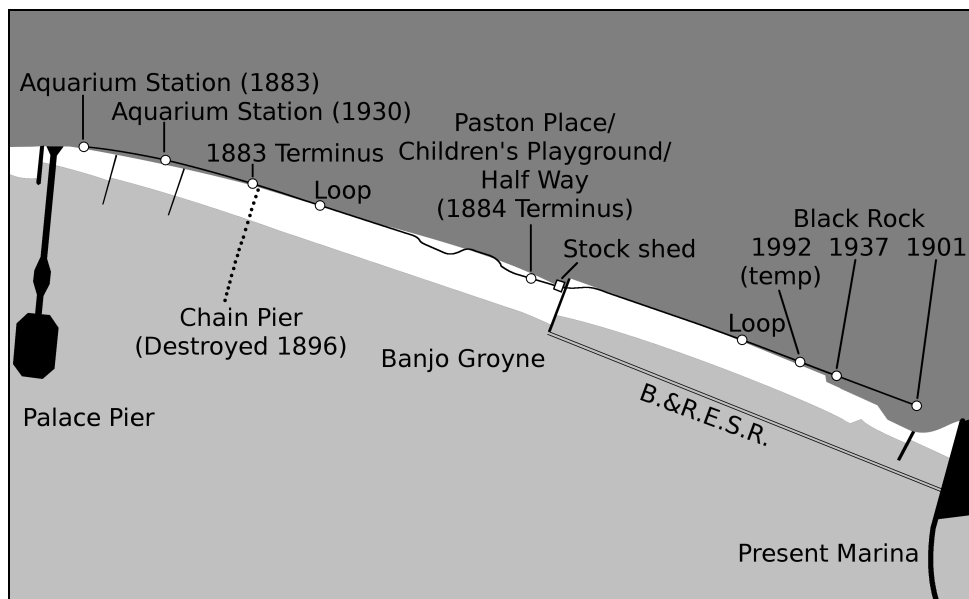 Aquarium Station (1883)
Aquarium Station (1930)
1883 Terminus
Loop
Paston Place/
Children's Playground/
Half Way
(1884 Terminus)
Stock shed
Black Rock
1992 1937 1901
(temp)
Loop
Chain Pier
(Destroyed 1896)
Banjo Groyne
B.&R.E.S.R.
Palace Pier
Present Marina